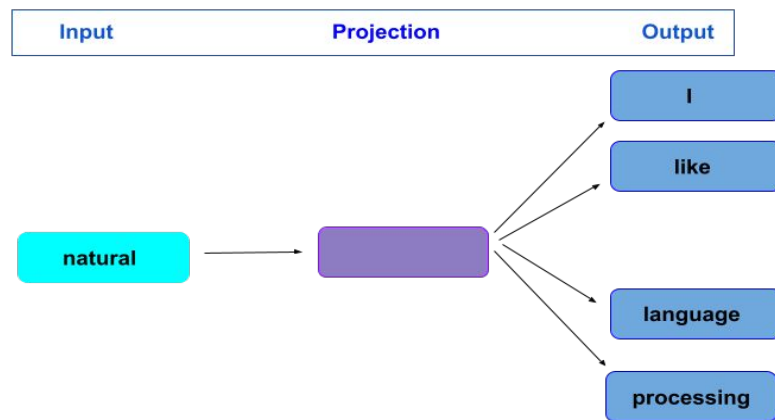 Input Projection Output
I
like
natural
language
processing